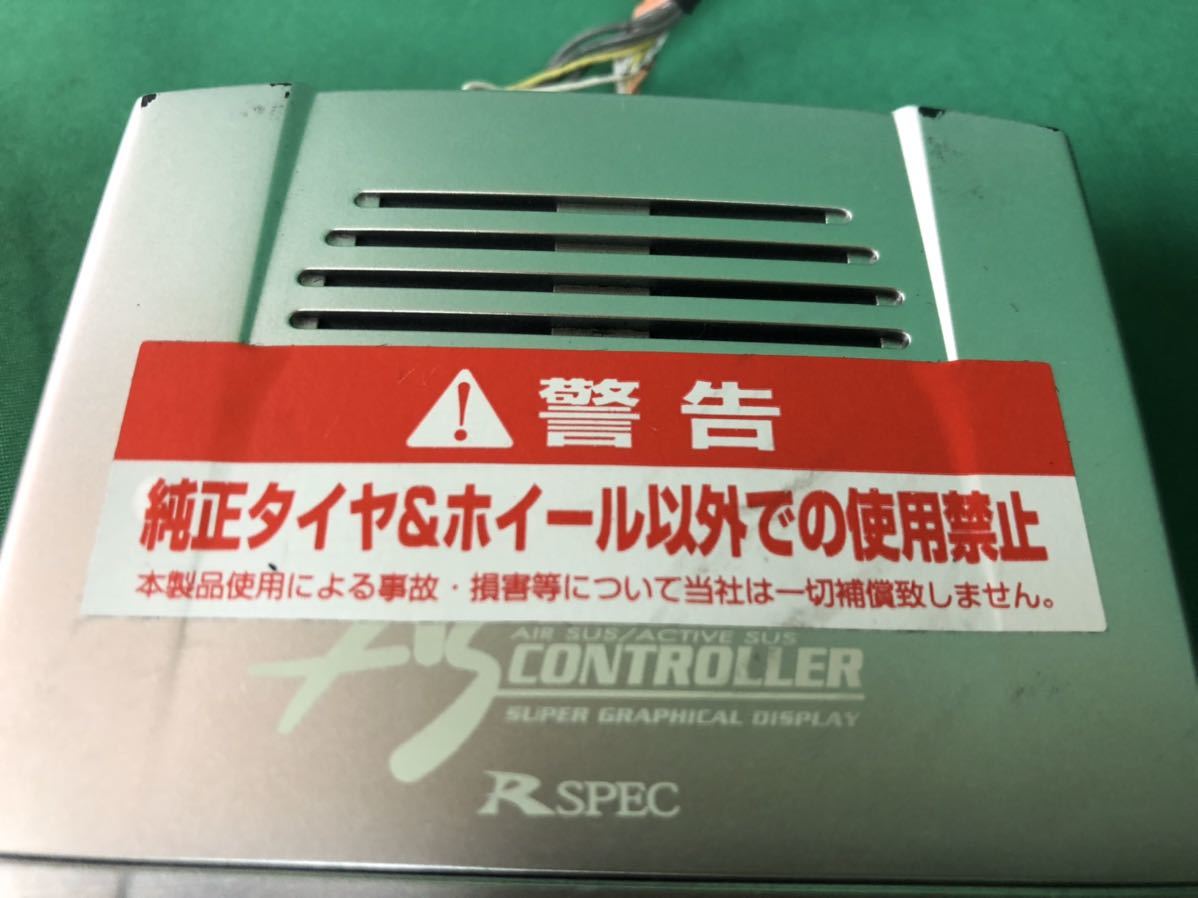 警告
純正タイヤ&ホイール以外での使用禁止
本製品使用による事故・損害等について当社は一切補償致しません。
AIR SUS/ACTIVE SUS
AS CONTROLLER
SUPER GRAPHICAL DISPLAY
R SPEC